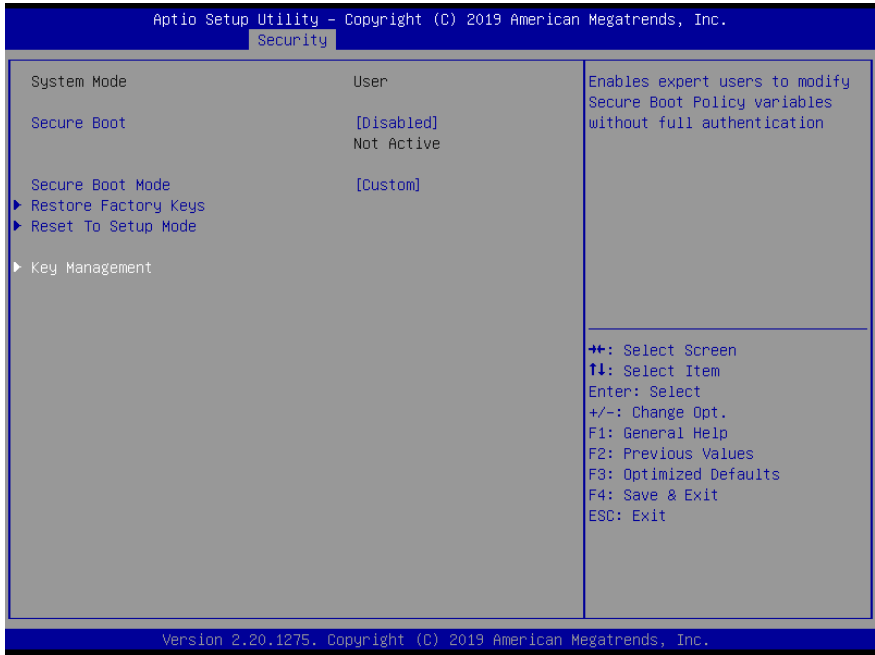 Aptio Setup Utility – Copyright (C) 2019 American Megatrends, Inc.
Security
System Mode User
Secure Boot [Disabled]
Not Active
Secure Boot Mode [Custom]
Restore Factory Keys
Reset To Setup Mode
Key Management
Enables expert users to modify
Secure Boot Policy variables
without full authentication
→←: Select Screen
↑↓: Select Item
Enter: Select
+/–: Change Opt.
F1: General Help
F2: Previous Values
F3: Optimized Defaults
F4: Save & Exit
ESC: Exit
Version 2.20.1275. Copyright (C) 2019 American Megatrends, Inc.